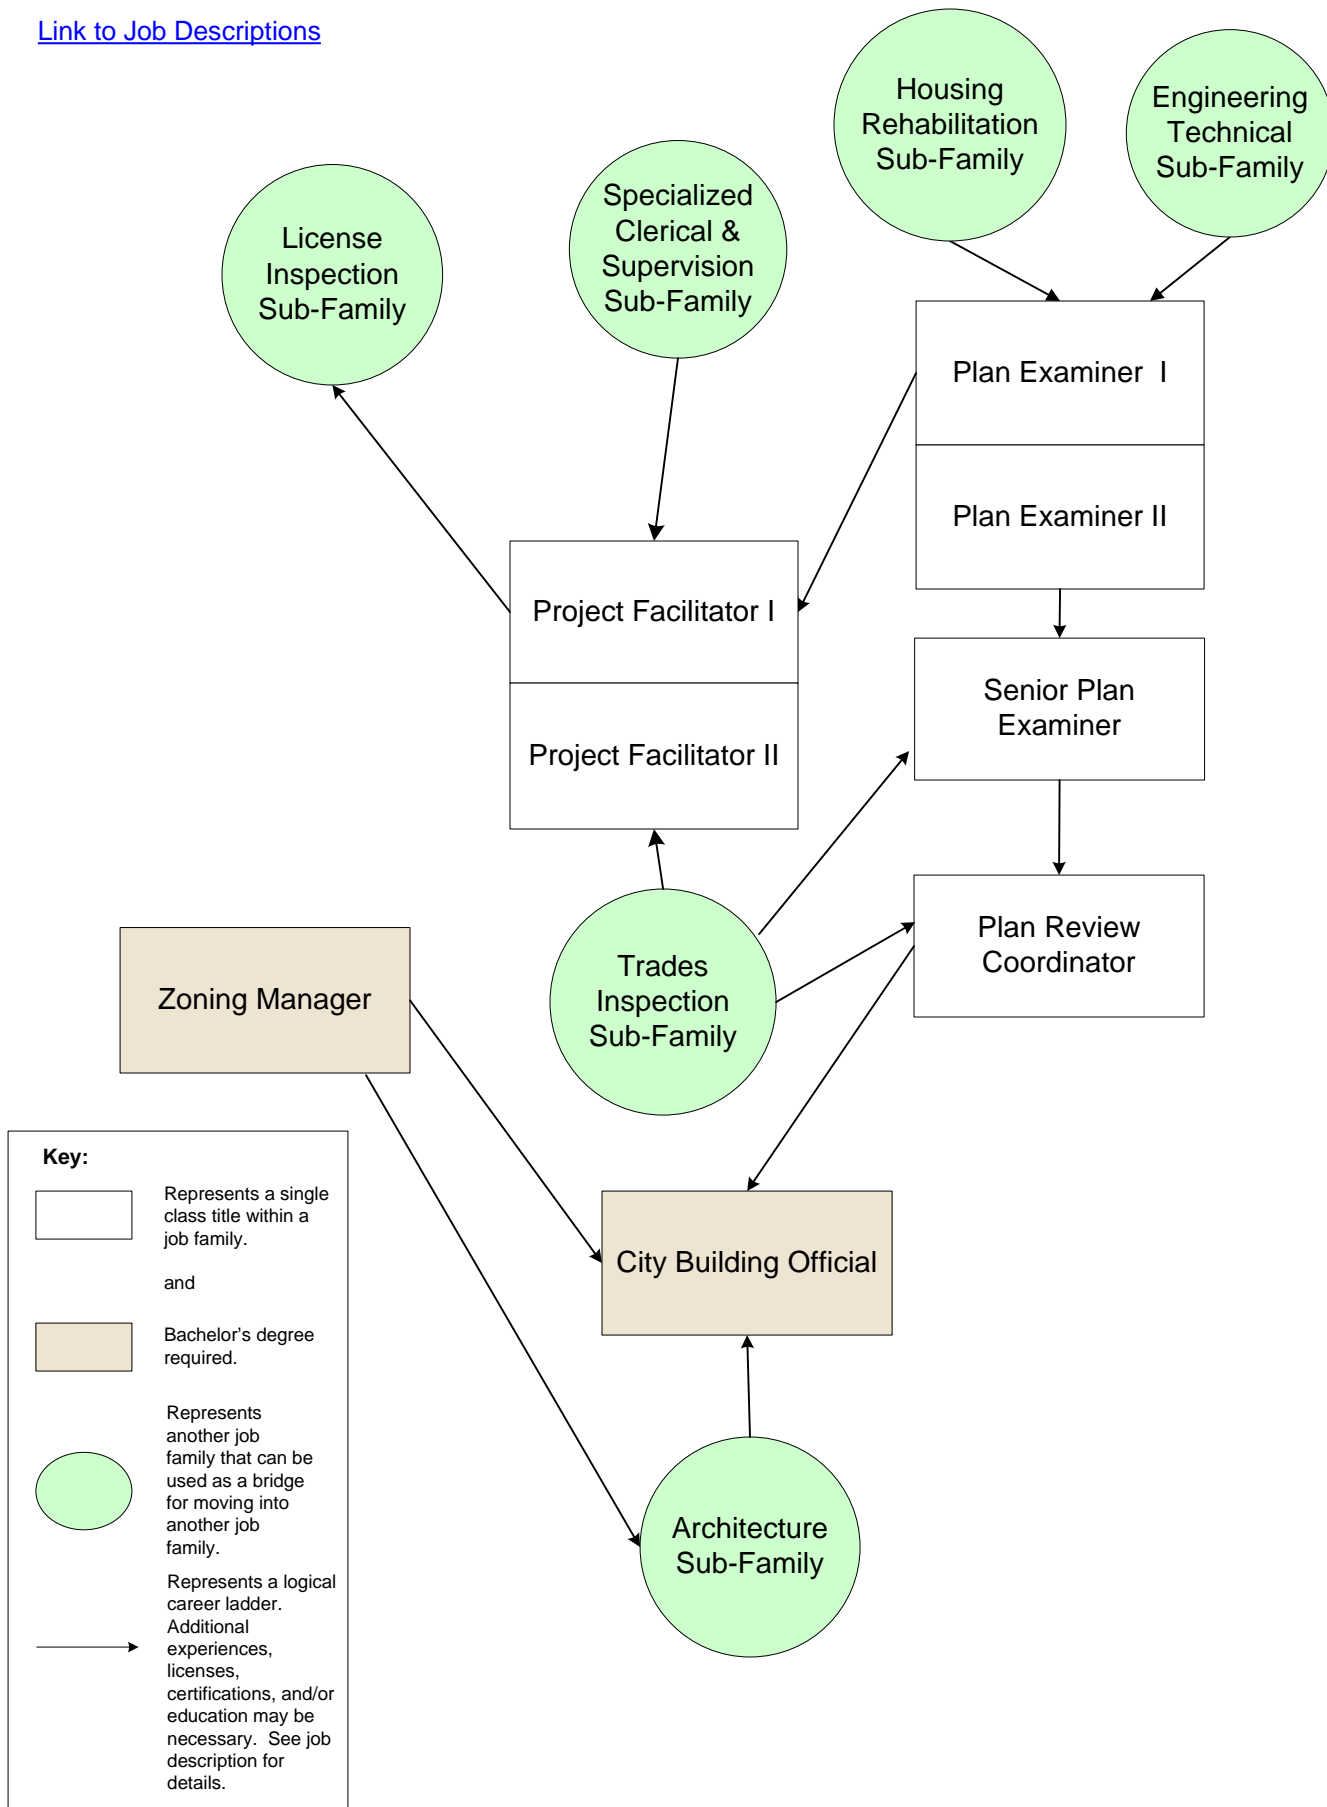 Link to Job Descriptions
Housing
Rehabilitation
Sub-Family
Engineering
Technical
Sub-Family
Specialized
Clerical &
Supervision
Sub-Family
License
Inspection
Sub-Family
Plan Examiner I
Plan Examiner II
Project Facilitator I
Project Facilitator II
Senior Plan
Examiner
Plan Review
Coordinator
Trades
Inspection
Sub-Family
Zoning Manager
City Building Official
Architecture
Sub-Family
Key:
Represents a single
class title within a
job family.
and
Bachelor’s degree
required.
Represents
another job
family that can be
used as a bridge
for moving into
another job
family.
Represents a logical
career ladder.
Additional
experiences,
licenses,
certifications, and/or
education may be
necessary. See job
description for
details.